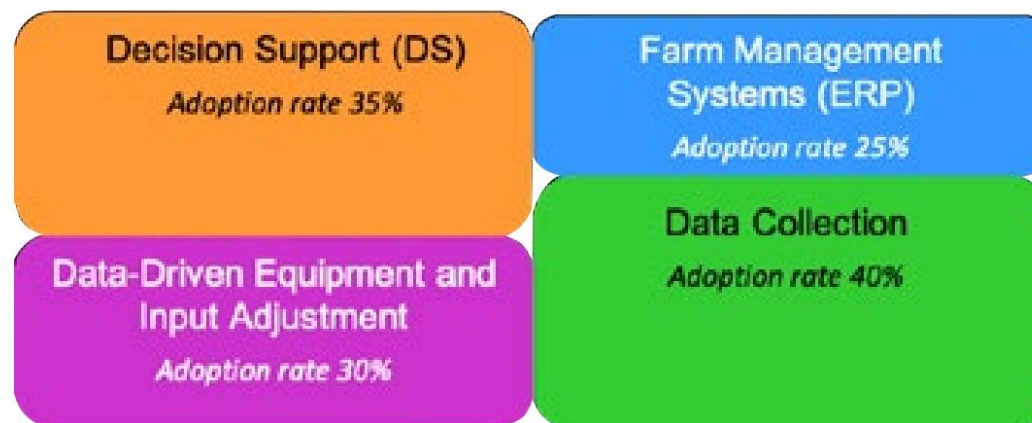 Decision Support (DS)
Adoption rate 35%
Farm Management
Systems (ERP)
Adoption rate 25%
Data-Driven Equipment and
Input Adjustment
Adoption rate 30%
Data Collection
Adoption rate 40%